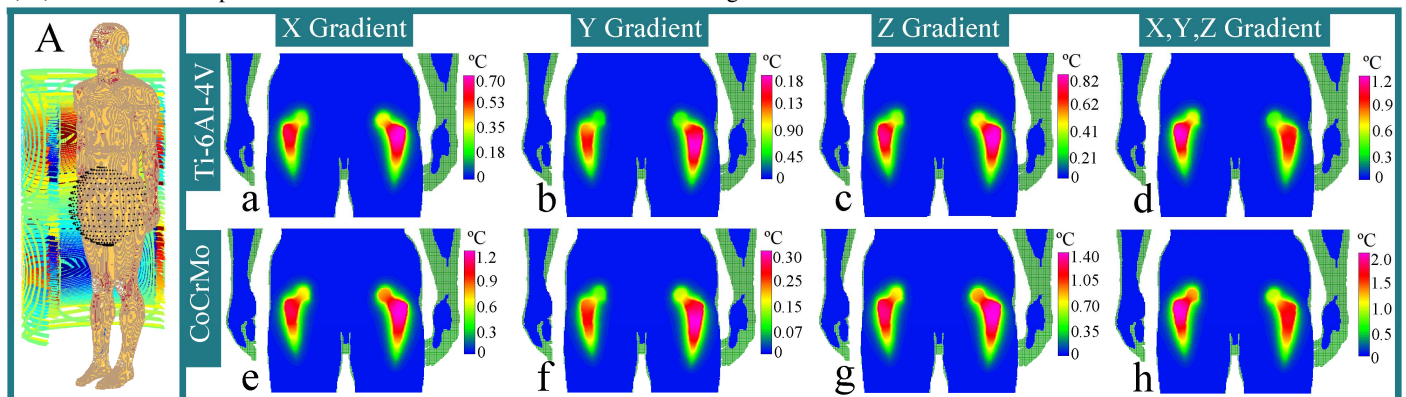 A
X Gradient
Y Gradient
Z Gradient
X,Y,Z Gradient
Ti-6Al-4V
ºC
0.70
0.53
0.35
0.18
0
a
ºC
0.18
0.13
0.90
0.45
0
b
ºC
0.82
0.62
0.41
0.21
0
c
ºC
1.2
0.9
0.6
0.3
0
d
CoCrMo
ºC
1.2
0.9
0.6
0.3
0
e
ºC
0.30
0.22
0.15
0.07
0
f
ºC
1.40
1.05
0.70
0.35
0
g
ºC
2.0
1.5
1.0
0.5
0
h